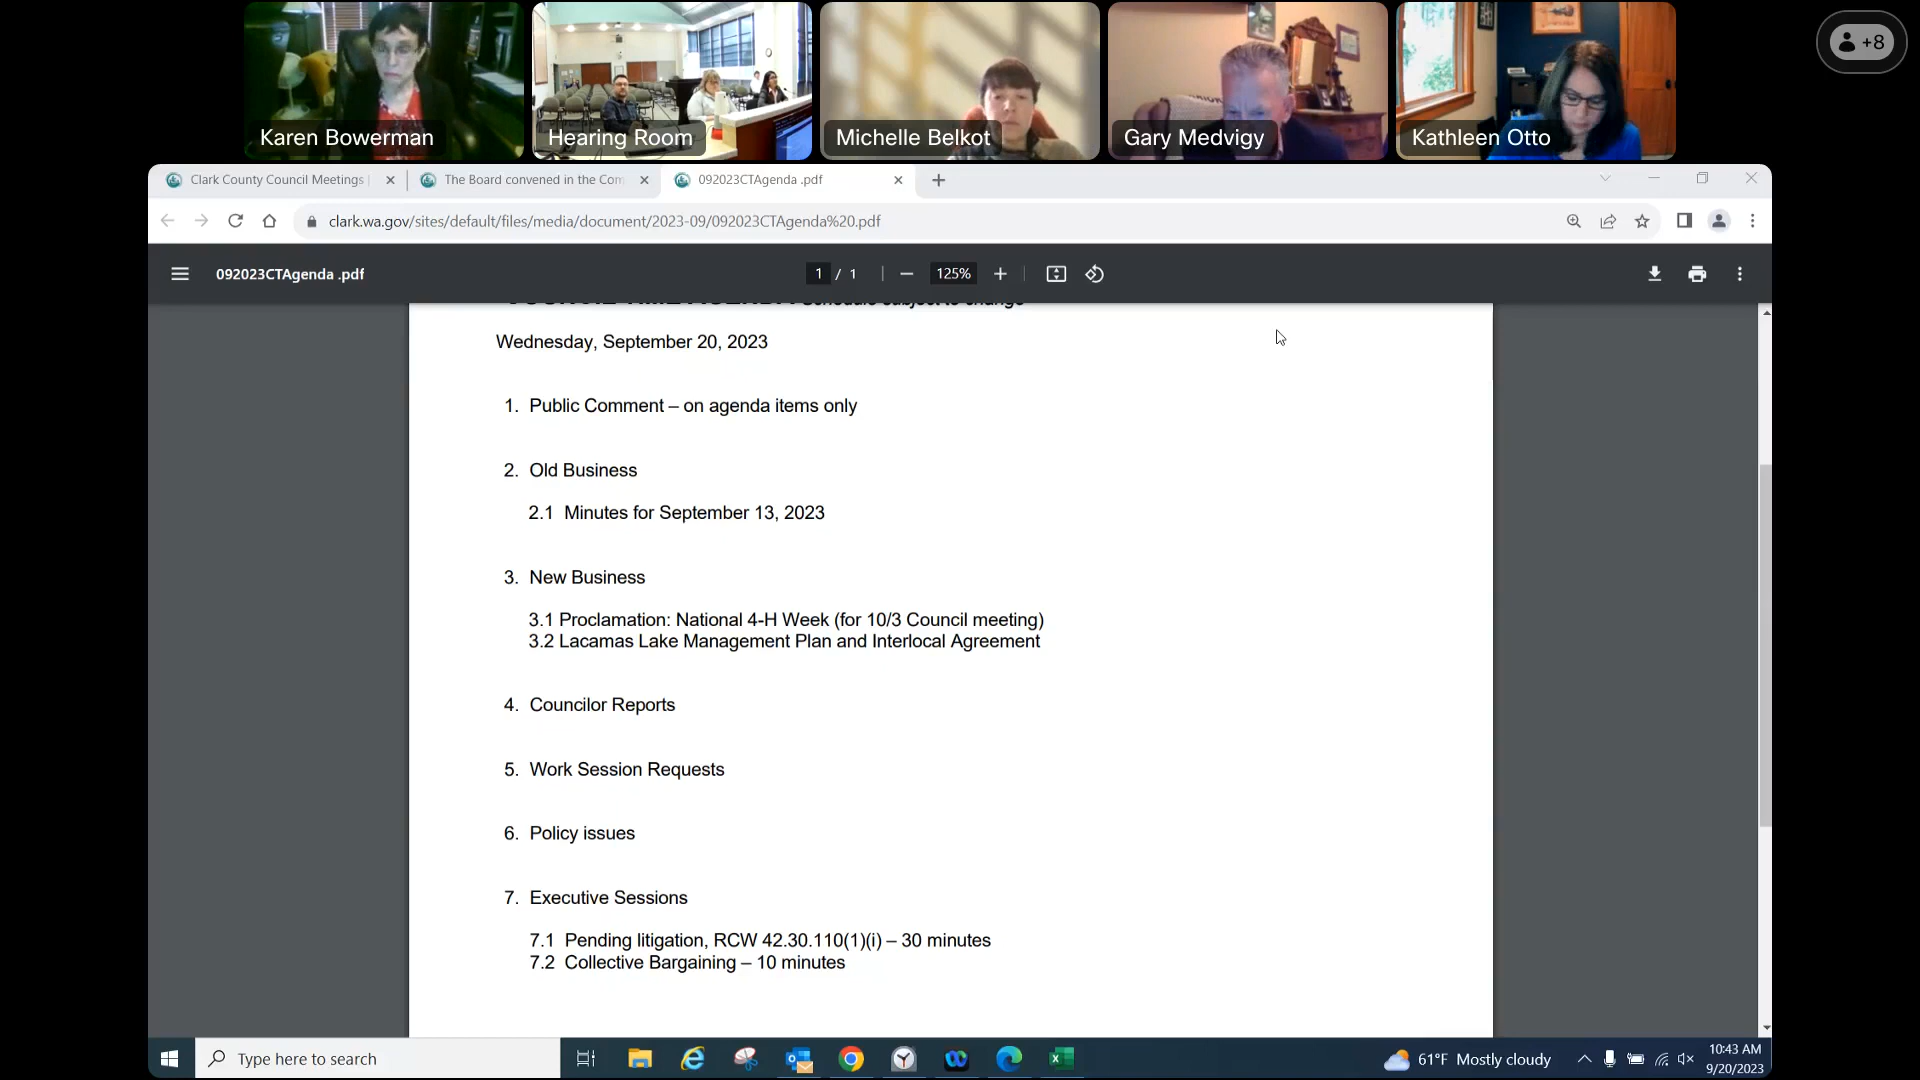 +8
Karen Bowerman
Hearing Room
Michelle Belkot
Gary Medvigy
Kathleen Otto
Clark County Council Meetings |
The Board convened in the Com
092023CTAgenda .pdf
clark.wa.gov/sites/default/files/media/document/2023-09/092023CTAgenda%20.pdf
092023CTAgenda .pdf
1 / 1
125%
Wednesday, September 20, 2023
1. Public Comment – on agenda items only
2. Old Business
2.1 Minutes for September 13, 2023
3. New Business
3.1 Proclamation: National 4-H Week (for 10/3 Council meeting)
3.2 Lacamas Lake Management Plan and Interlocal Agreement
4. Councilor Reports
5. Work Session Requests
6. Policy issues
7. Executive Sessions
7.1 Pending litigation, RCW 42.30.110(1)(i) – 30 minutes
7.2 Collective Bargaining – 10 minutes
Type here to search
61°F Mostly cloudy
10:43 AM
9/20/2023